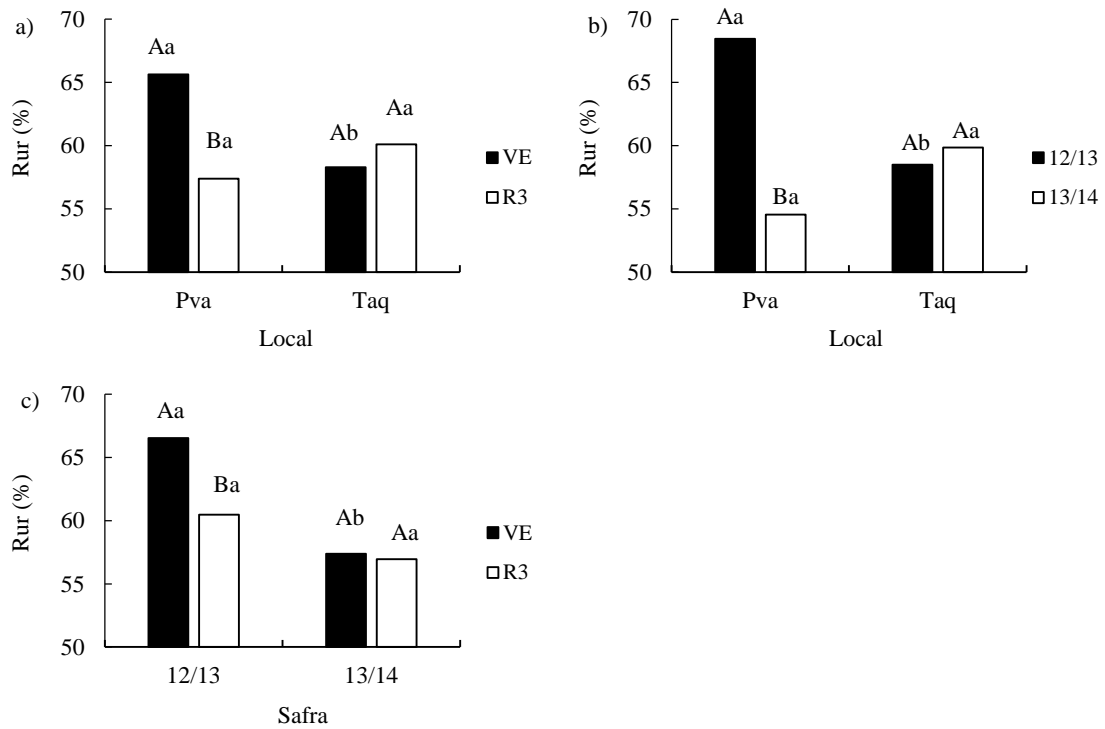 a)
Rur (%)
70
65
60
55
50
Aa
Ba
Ab
Aa
Pva
Taq
Local
VE
R3
b)
Rur (%)
70
65
60
55
50
Aa
Ba
Ab
Aa
Pva
Taq
Local
12/13
13/14
c)
Rur (%)
70
65
60
55
50
Aa
Ba
Ab
Aa
12/13
13/14
Safra
VE
R3